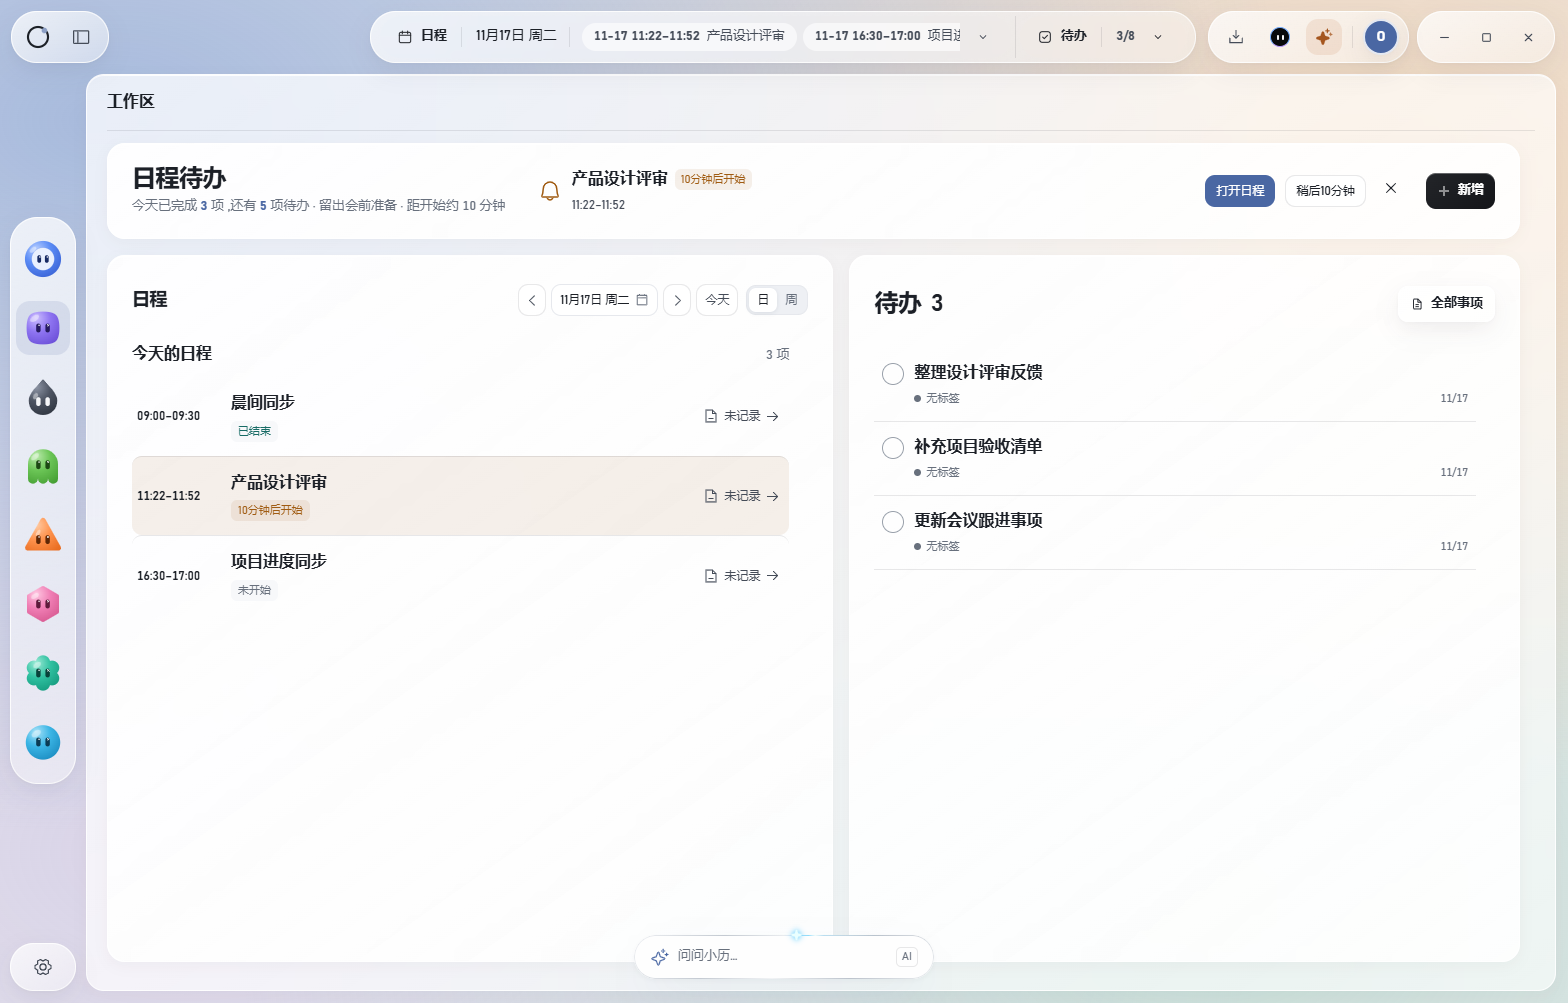 日程 11月17日 周二 11-17 11:22-11:52 产品设计评审 11-17 16:30-17:00 项目 待办 3/8 0
工作区
日程待办
今天已完成 3 项 ,还有 5 项待办 · 留出会前准备 · 距开始约 10 分钟
产品设计评审 10分钟后开始
11:22-11:52
打开日程 稍后10分钟 新增
日程
11月17日 周二 今天 日 周
今天的日程 3 项
09:00-09:30 晨间同步 未记录
已结束
11:22-11:52 产品设计评审 未记录
10分钟后开始
16:30-17:00 项目进度同步 未记录
未开始
待办 3 全部事项
整理设计评审反馈
无标签 11/17
补充项目验收清单
无标签 11/17
更新会议跟进事项
无标签 11/17
问问小历... AI